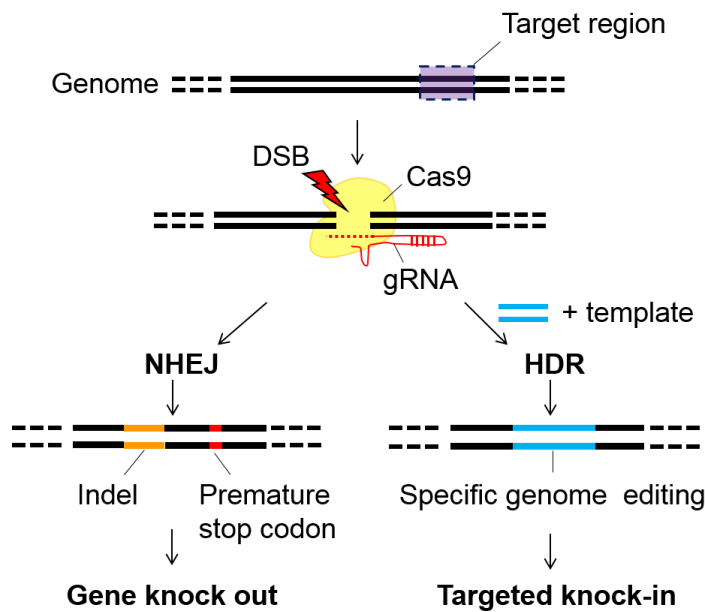 Target region
Genome
DSB
Cas9
gRNA
+ template
NHEJ
HDR
Indel
Premature
stop codon
Specific genome editing
Gene knock out
Targeted knock-in